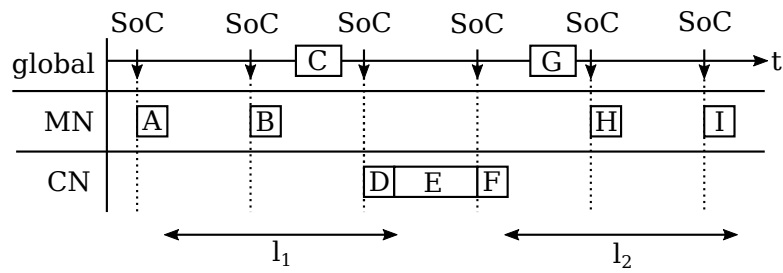 SoC SoC SoC SoC SoC SoC
global C G t
MN A B H I
CN D E F
l1 l2